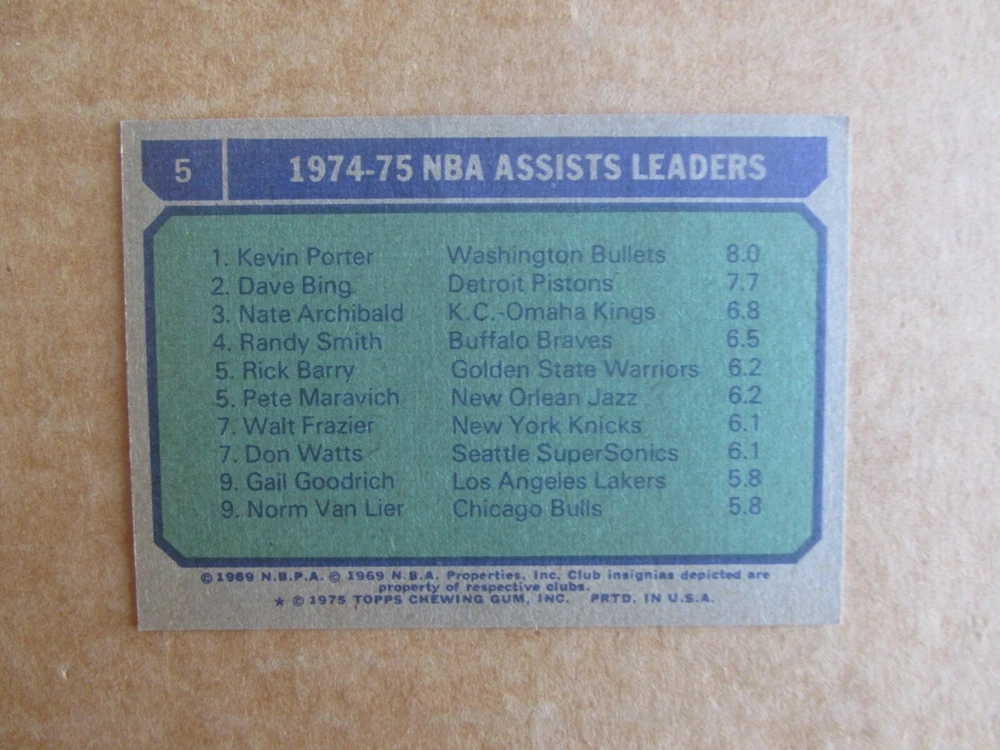 5 1974-75 NBA ASSISTS LEADERS
1. Kevin Porter Washington Bullets 8.0
2. Dave Bing Detroit Pistons 7.7
3. Nate Archibald K.C.-Omaha Kings 6.8
4. Randy Smith Buffalo Braves 6.5
5. Rick Barry Golden State Warriors 6.2
5. Pete Maravich New Orlean Jazz 6.2
7. Walt Frazier New York Knicks 6.1
7. Don Watts Seattle SuperSonics 6.1
9. Gail Goodrich Los Angeles Lakers 5.8
9. Norm Van Lier Chicago Bulls 5.8
© 1969 N.B.P.A. © 1969 N.B.A. Properties, Inc. Club insignias depicted are
property of respective clubs.
★ © 1975 TOPPS CHEWING GUM, INC. PRTD. IN U.S.A.